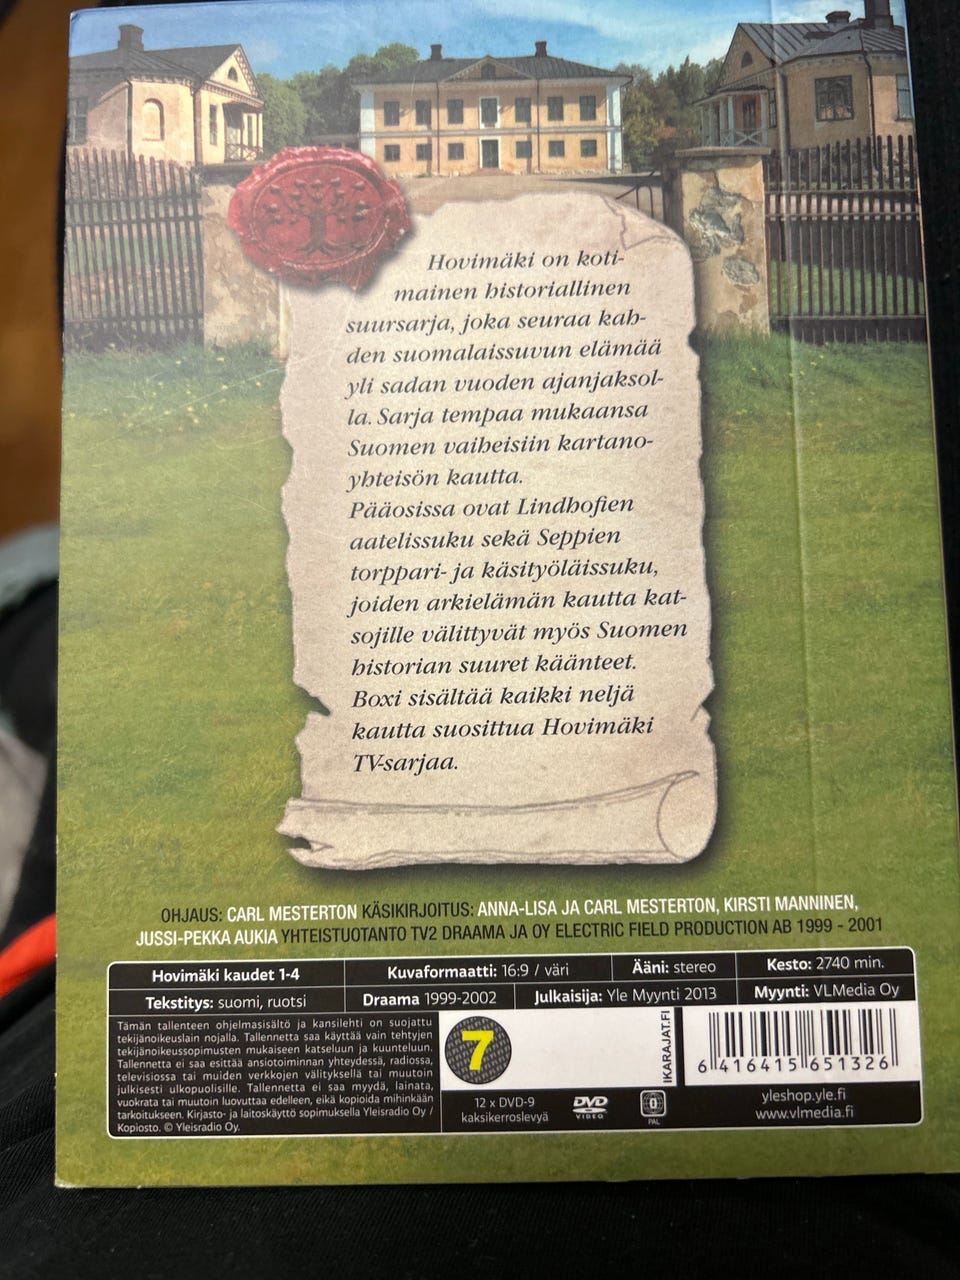 Hovimäki on koti-
mainen historiallinen
suursarja, joka seuraa kah-
den suomalaissuvun elämää
yli sadan vuoden ajanjaksol-
la. Sarja tempaa mukaansa
Suomen vaiheisiin kartano-
yhteisön kautta.
Pääosissa ovat Lindhofien
aatelissuku sekä Seppien
torppari- ja käsityöläissuku,
joiden arkielämän kautta kat-
sojille välittyvät myös Suomen
historian suuret käänteet.
Boxi sisältää kaikki neljä
kautta suosittua Hovimäki
TV-sarjaa.
OHJAUS: CARL MESTERTON KÄSIKIRJOITUS: ANNA-LISA JA CARL MESTERTON, KIRSTI MANNINEN,
JUSSI-PEKKA AUKIA YHTEISTUOTANTO TV2 DRAAMA JA OY ELECTRIC FIELD PRODUCTION AB 1999 - 2001
Hovimäki kaudet 1-4 Kuvaformaatti: 16:9 / väri Ääni: stereo Kesto: 2740 min.
Tekstitys: suomi, ruotsi Draama 1999-2002 Julkaisija: Yle Myynti 2013 Myynti: VLMedia Oy
Tämän tallenteen ohjelmasisältö ja kansilehti on suojattu
tekijänoikeuslain nojalla. Tallennetta saa käyttää vain tehtyjen
tekijänoikeussopimusten mukaiseen katseluun ja kuunteluun.
Tallennetta ei saa esittää ansiotoiminnan yhteydessä, radiossa,
televisiossa tai muiden verkkojen välityksellä tai muutoin
julkisesti ulkopuolisille. Tallennetta ei saa myydä, lainata,
vuokrata tai muutoin luovuttaa edelleen, eikä kopioida mihinkään
tarkoitukseen. Kirjasto- ja laitoskäyttö sopimuksella Yleisradio Oy /
Kopiosto. © Yleisradio Oy.
7
IKARAJAT.FI
6 416415 651326
12 x DVD-9
kaksikerroslevyä
DVD
VIDEO
0
PAL
yleshop.yle.fi
www.vlmedia.fi